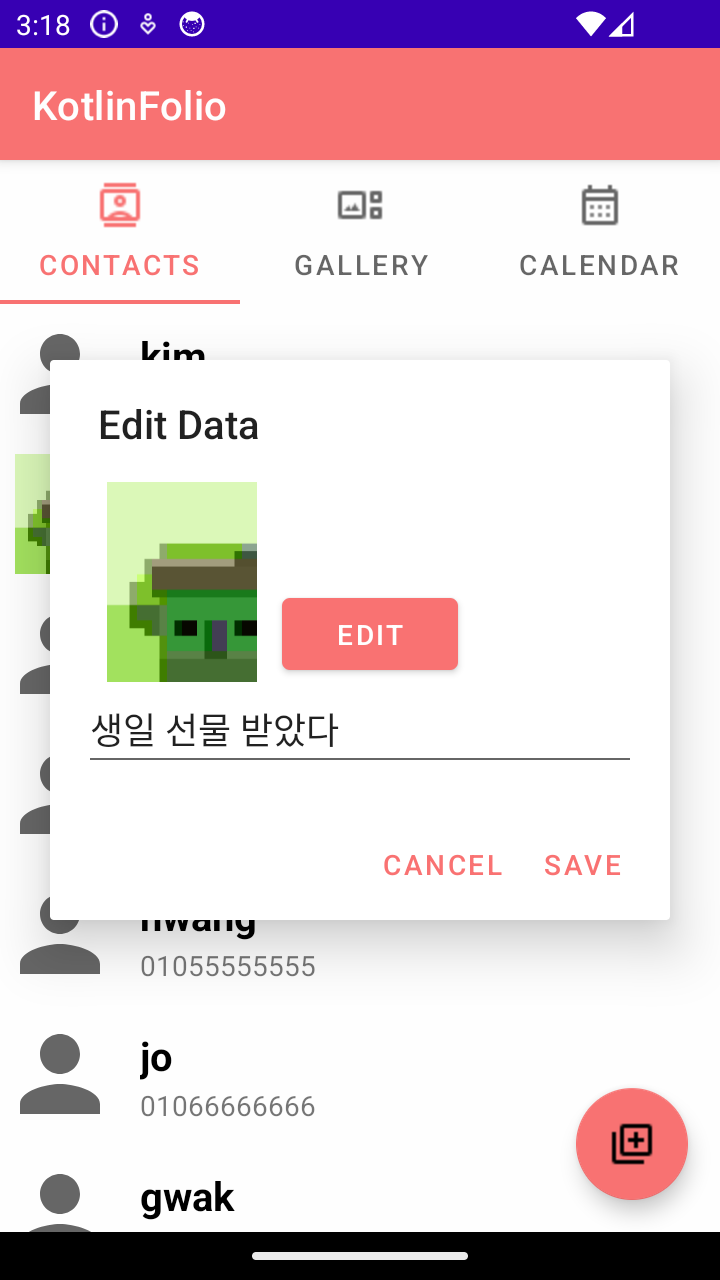 3:18
KotlinFolio
CONTACTS GALLERY CALENDAR
kim
Edit Data
EDIT
생일 선물 받았다
CANCEL SAVE
hwang
01055555555
jo
01066666666
gwak